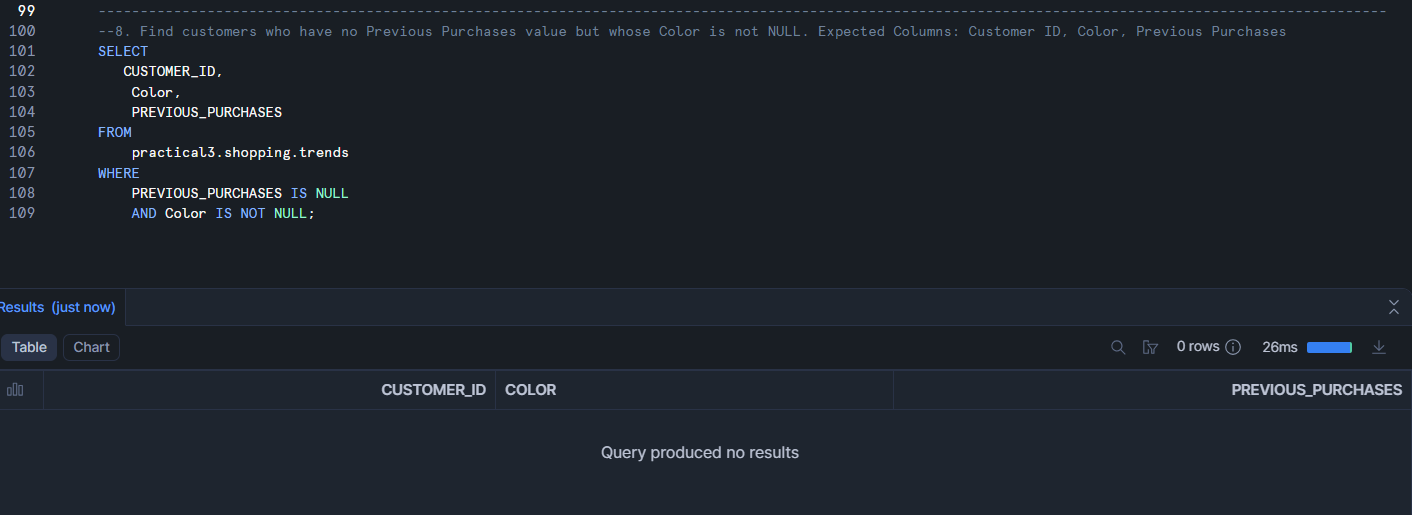 99 -----------------------------------------------------------------------------------------------------------------------------------------------------------
100 --8. Find customers who have no Previous Purchases value but whose Color is not NULL. Expected Columns: Customer ID, Color, Previous Purchases
101 SELECT
102 CUSTOMER_ID,
103 Color,
104 PREVIOUS_PURCHASES
105 FROM
106 practical3.shopping.trends
107 WHERE
108 PREVIOUS_PURCHASES IS NULL
109 AND Color IS NOT NULL;
Results (just now)
Table Chart 0 rows 26ms
CUSTOMER_ID COLOR PREVIOUS_PURCHASES
Query produced no results